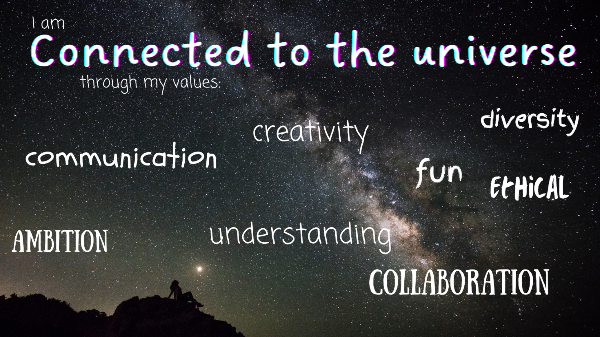 I am
Connected to the universe
through my values:
diversity
creativity
communication
fun
EtHiCAL
AMBITION
understanding
COLLABORATION